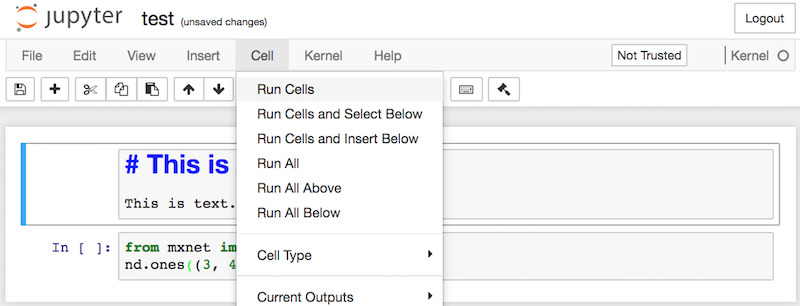 jupyter test (unsaved changes) Logout
File Edit View Insert Cell Kernel Help Not Trusted Kernel
Run Cells
Run Cells and Select Below
Run Cells and Insert Below
Run All
Run All Above
Run All Below
Cell Type
Current Outputs
# This is
This is text.
In [ ]: from mxnet im
nd.ones((3, 4